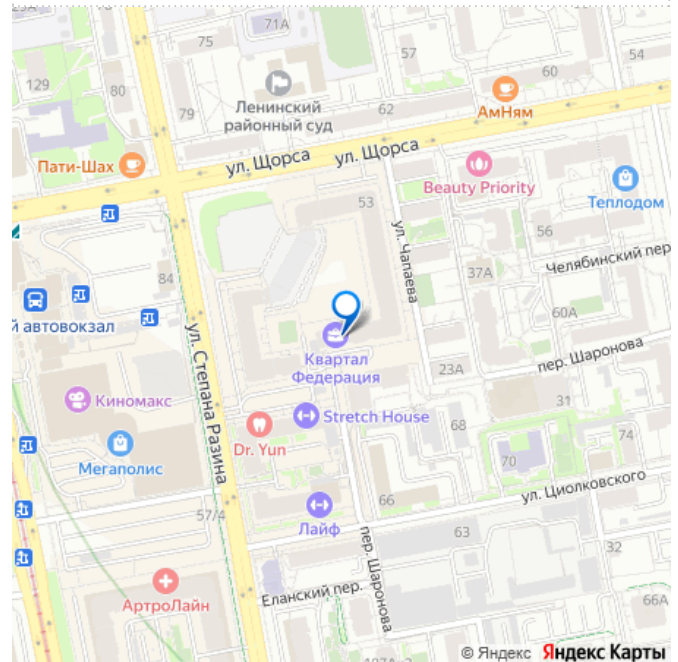 71А
75
57
54
129
80
60
Ленинский
районный суд
79
62
АмНям
Пати-Шах
ул. Щорса
ул. Щорса
Beauty Priority
Теплодом
53
ул. Чапаева
56
Челябинский пер
84
37А
й автовокзал
60А
ул. Степана Разина
Квартал
Федерация
пер. Шаронова
23А
Киномакс
31
Stretch House
68
74
Dr. Yun
Мегаполис
70
66
ул. Циолковского
57/4
Лайф
63
пер. Шаронова
32
АртроЛайн
Еланский пер.
66А
© Яндекс Яндекс Карты